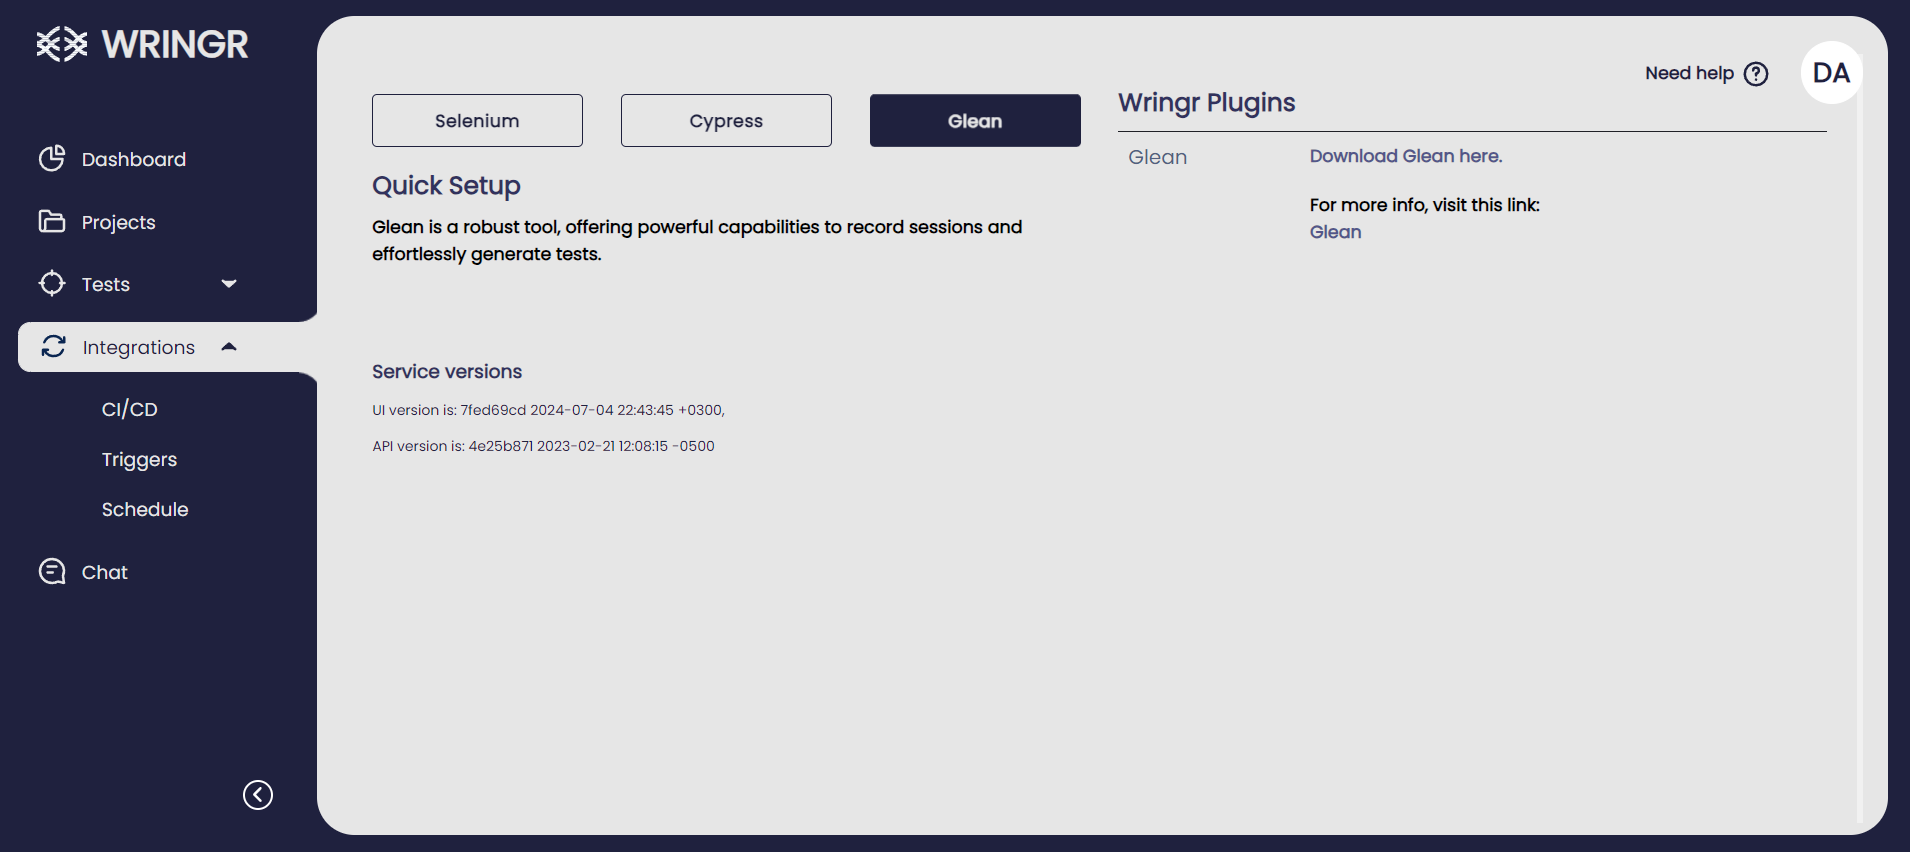 WRINGR
Dashboard
Projects
Tests
Integrations
CI/CD
Triggers
Schedule
Chat
Need help
DA
Selenium
Cypress
Glean
Quick Setup
Glean is a robust tool, offering powerful capabilities to record sessions and
effortlessly generate tests.
Service versions
UI version is: 7fed69cd 2024-07-04 22:43:45 +0300,
API version is: 4e25b871 2023-02-21 12:08:15 -0500
Wringr Plugins
Glean
Download Glean here.
For more info, visit this link:
Glean